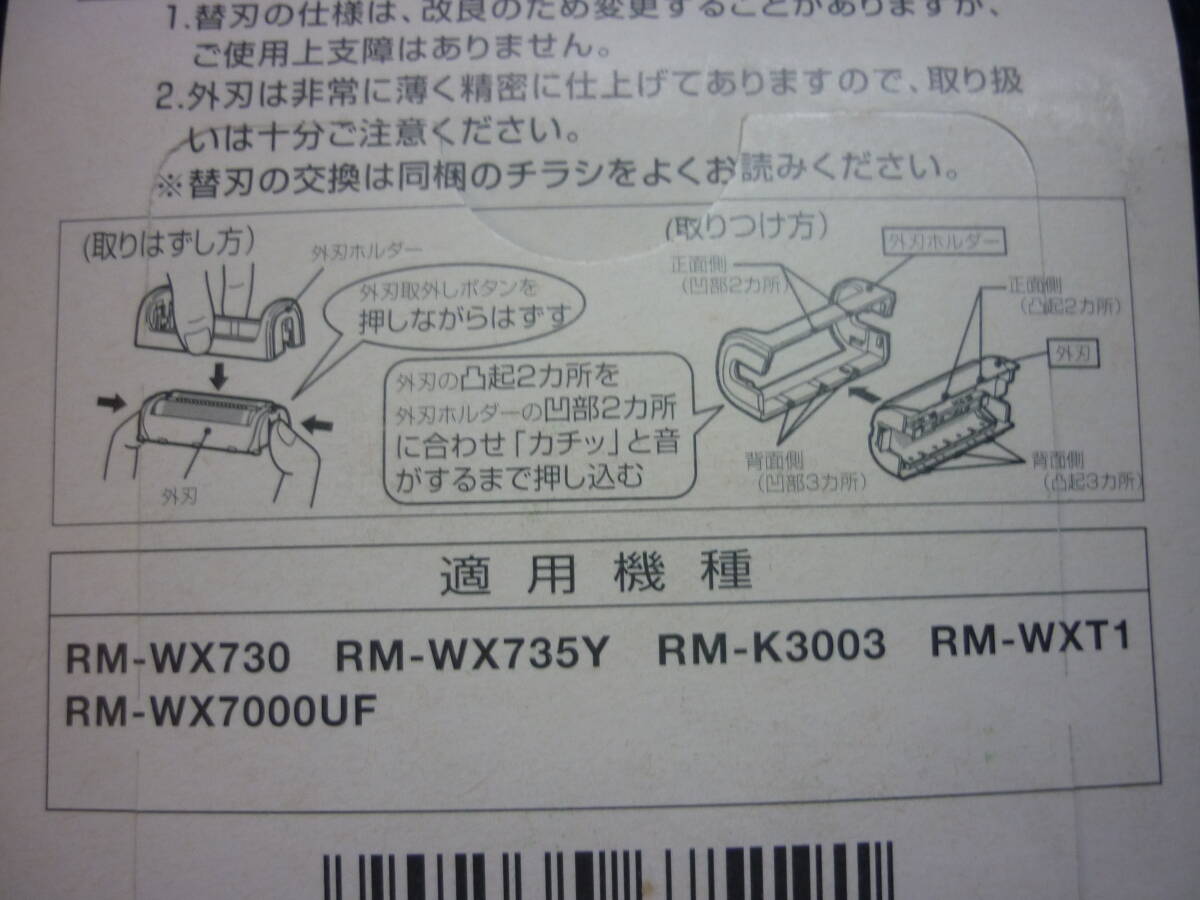 1.替刃の仕様は、改良のため変更することがありますが、
ご使用上支障はありません。
2.外刃は非常に薄く精密に仕上げてありますので、取り扱
いは十分ご注意ください。
※替刃の交換は同梱のチラシをよくお読みください。
(取りはずし方)
外刃ホルダー
外刃取外しボタンを
押しながらはずす
外刃
(取りつけ方)
外刃ホルダー
正面側
(凹部2カ所)
正面側
(凸起2カ所)
外刃
外刃の凸起2カ所を
外刃ホルダーの凹部2カ所
に合わせ「カチッ」と音
がするまで押し込む
背面側
(凹部3カ所)
背面側
(凸起3カ所)
適用機種
RM-WX730 RM-WX735Y RM-K3003 RM-WXT1
RM-WX7000UF